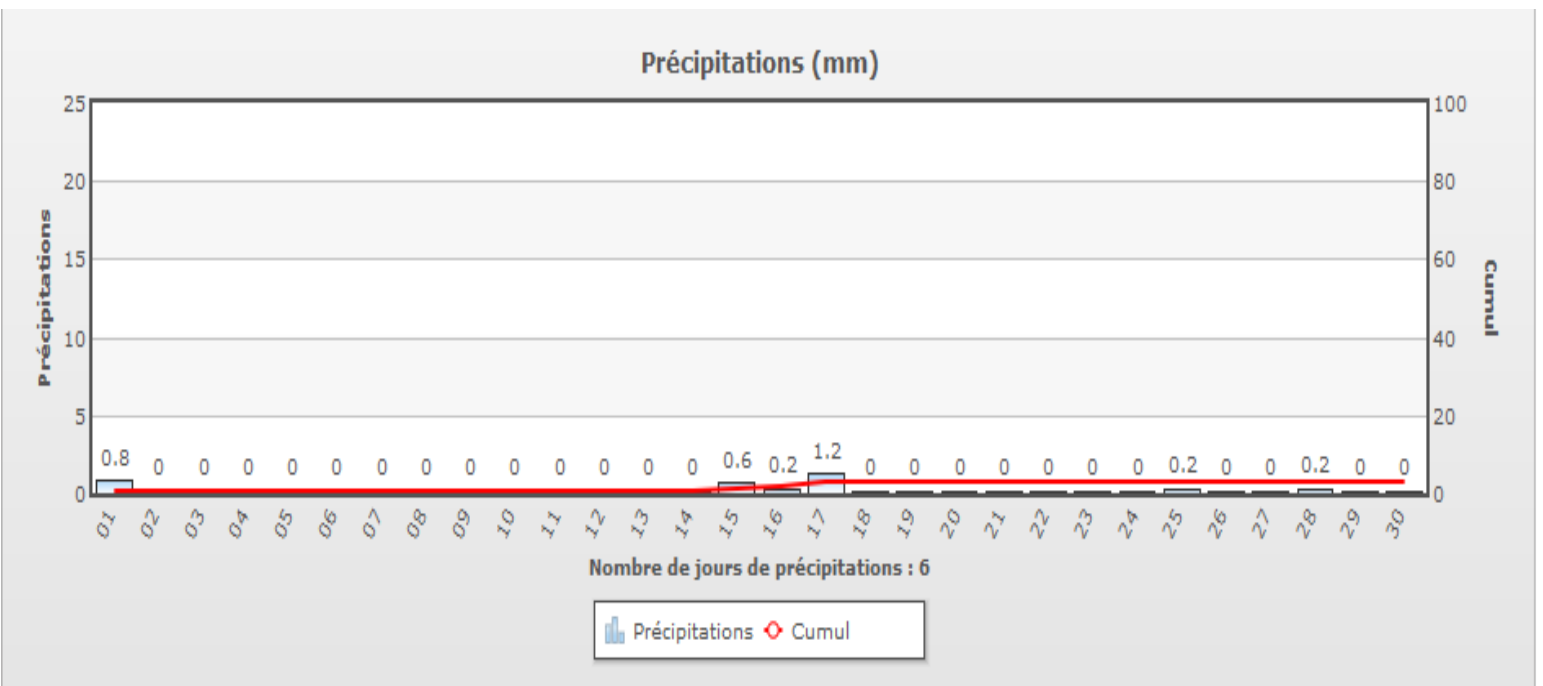 Précipitations (mm)
25 100
20 80
15 60
10 40
5 20
0 0
Précipitations
Cumul
0.8 0 0 0 0 0 0 0 0 0 0 0 0 0 0.6 0.2 1.2 0 0 0 0 0 0 0 0.2 0 0 0.2 0 0
01 02 03 04 05 06 07 08 09 10 11 12 13 14 15 16 17 18 19 20 21 22 23 24 25 26 27 28 29 30
Nombre de jours de précipitations : 6
Précipitations Cumul